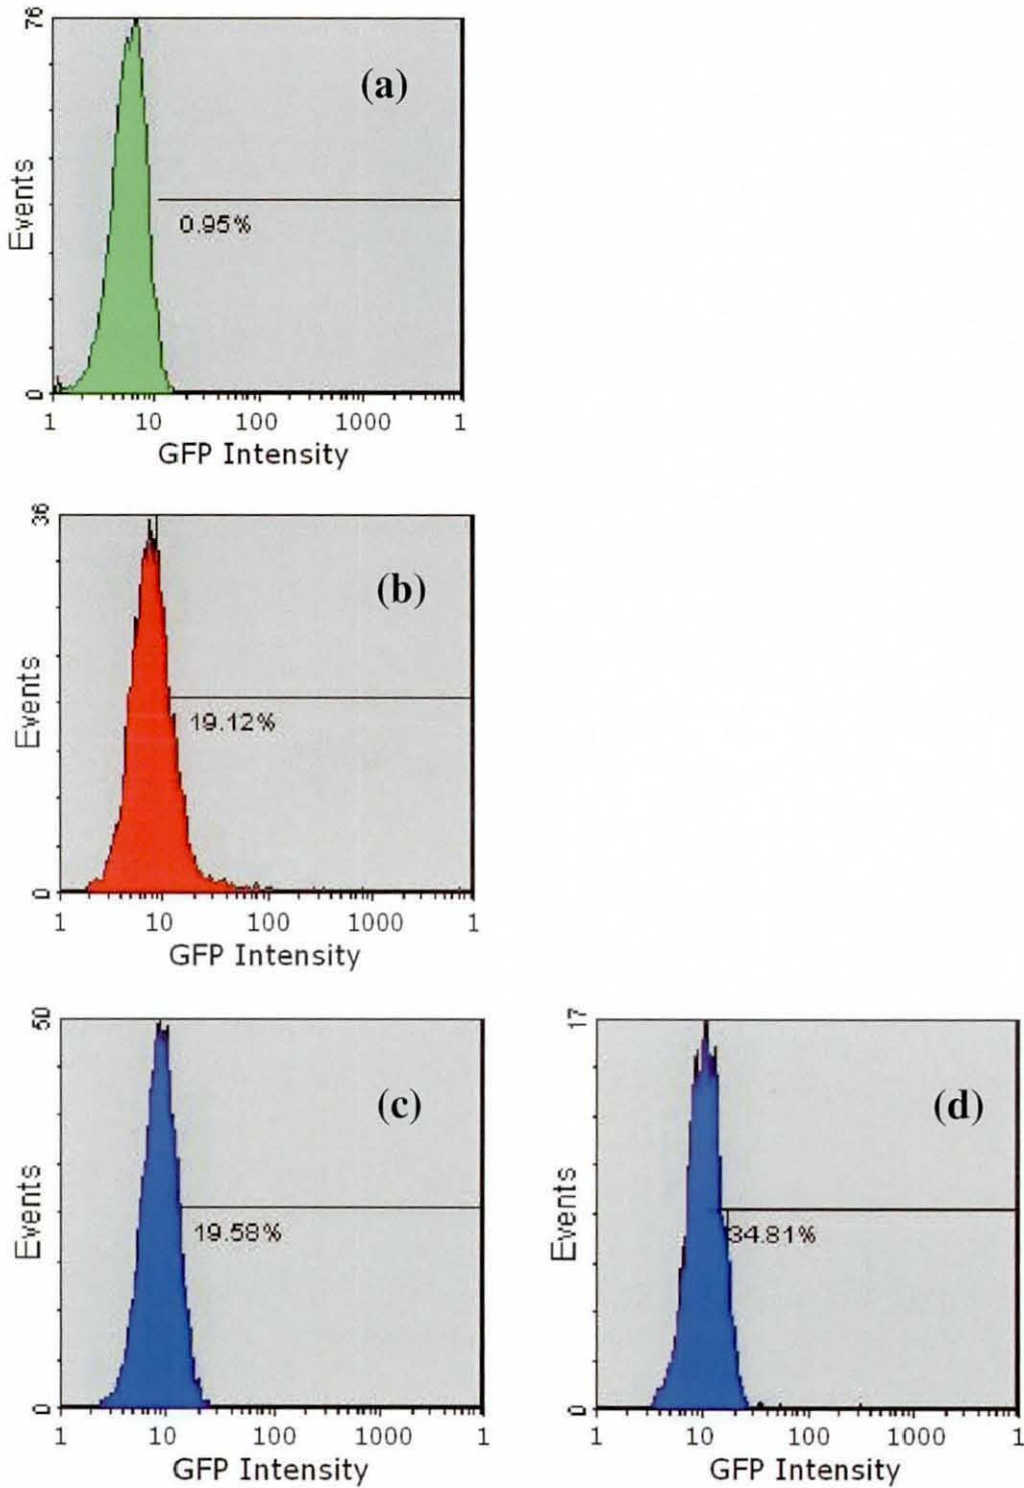 76
(a)
Events
0.95%
0
1 10 100 1000 1
GFP Intensity
36
(b)
Events
19.12%
0
1 10 100 1000 1
GFP Intensity
50
(c)
Events
19.58%
0
1 10 100 1000 1
GFP Intensity
17
(d)
Events
34.81%
0
1 10 100 1000 1
GFP Intensity